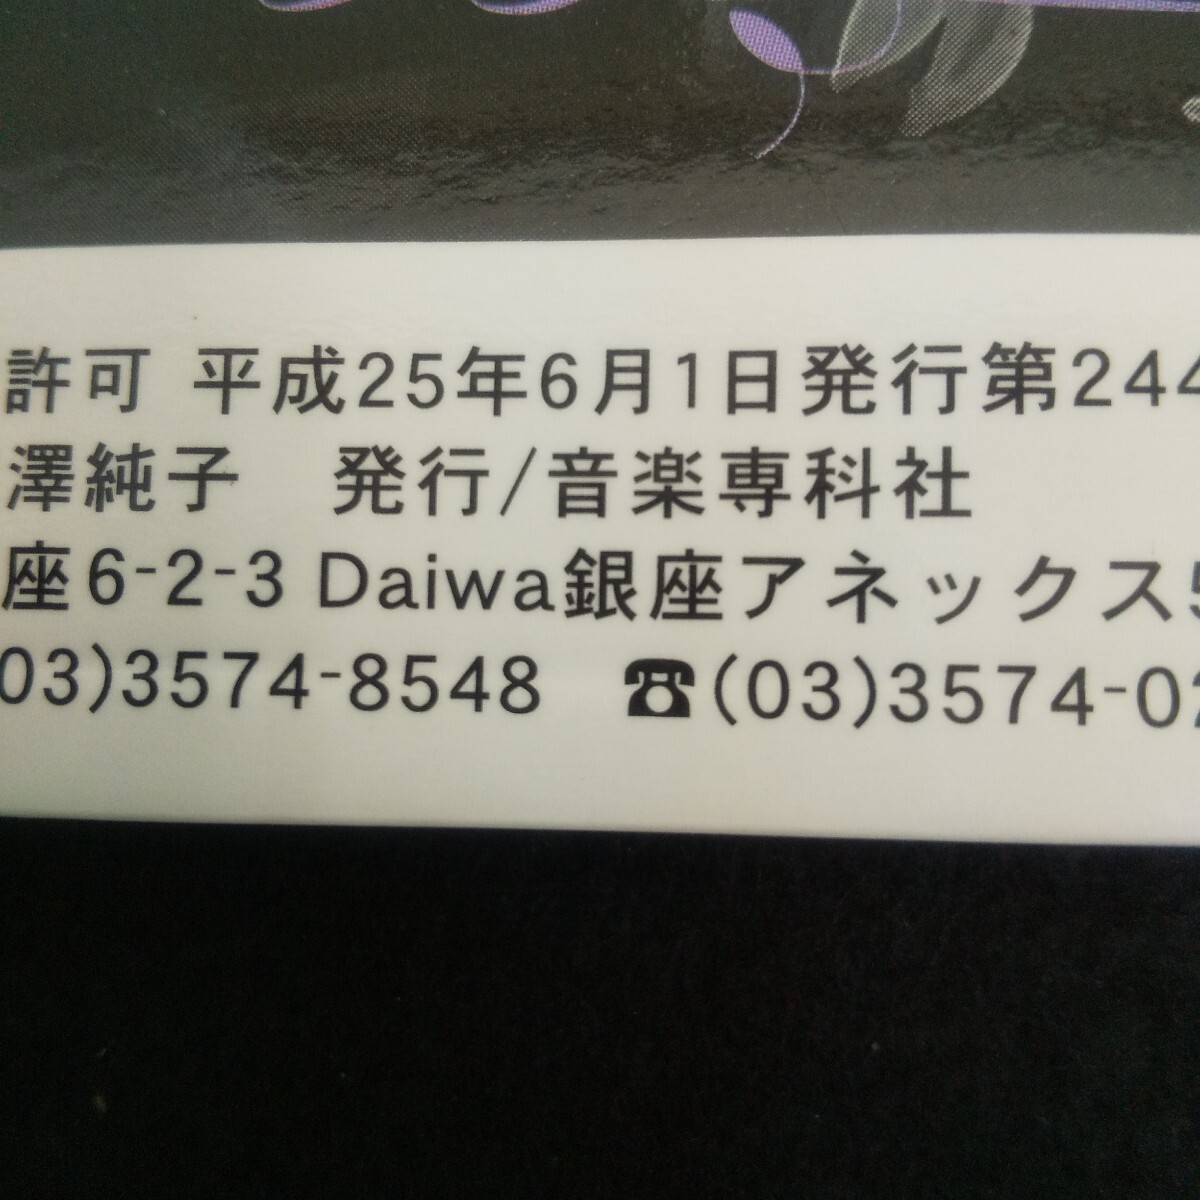 許可 平成25年6月1日発行第244
澤純子　発行/音楽専科社
座6-2-3 Daiwa銀座アネックス5
03)3574-8548　☎(03)3574-02